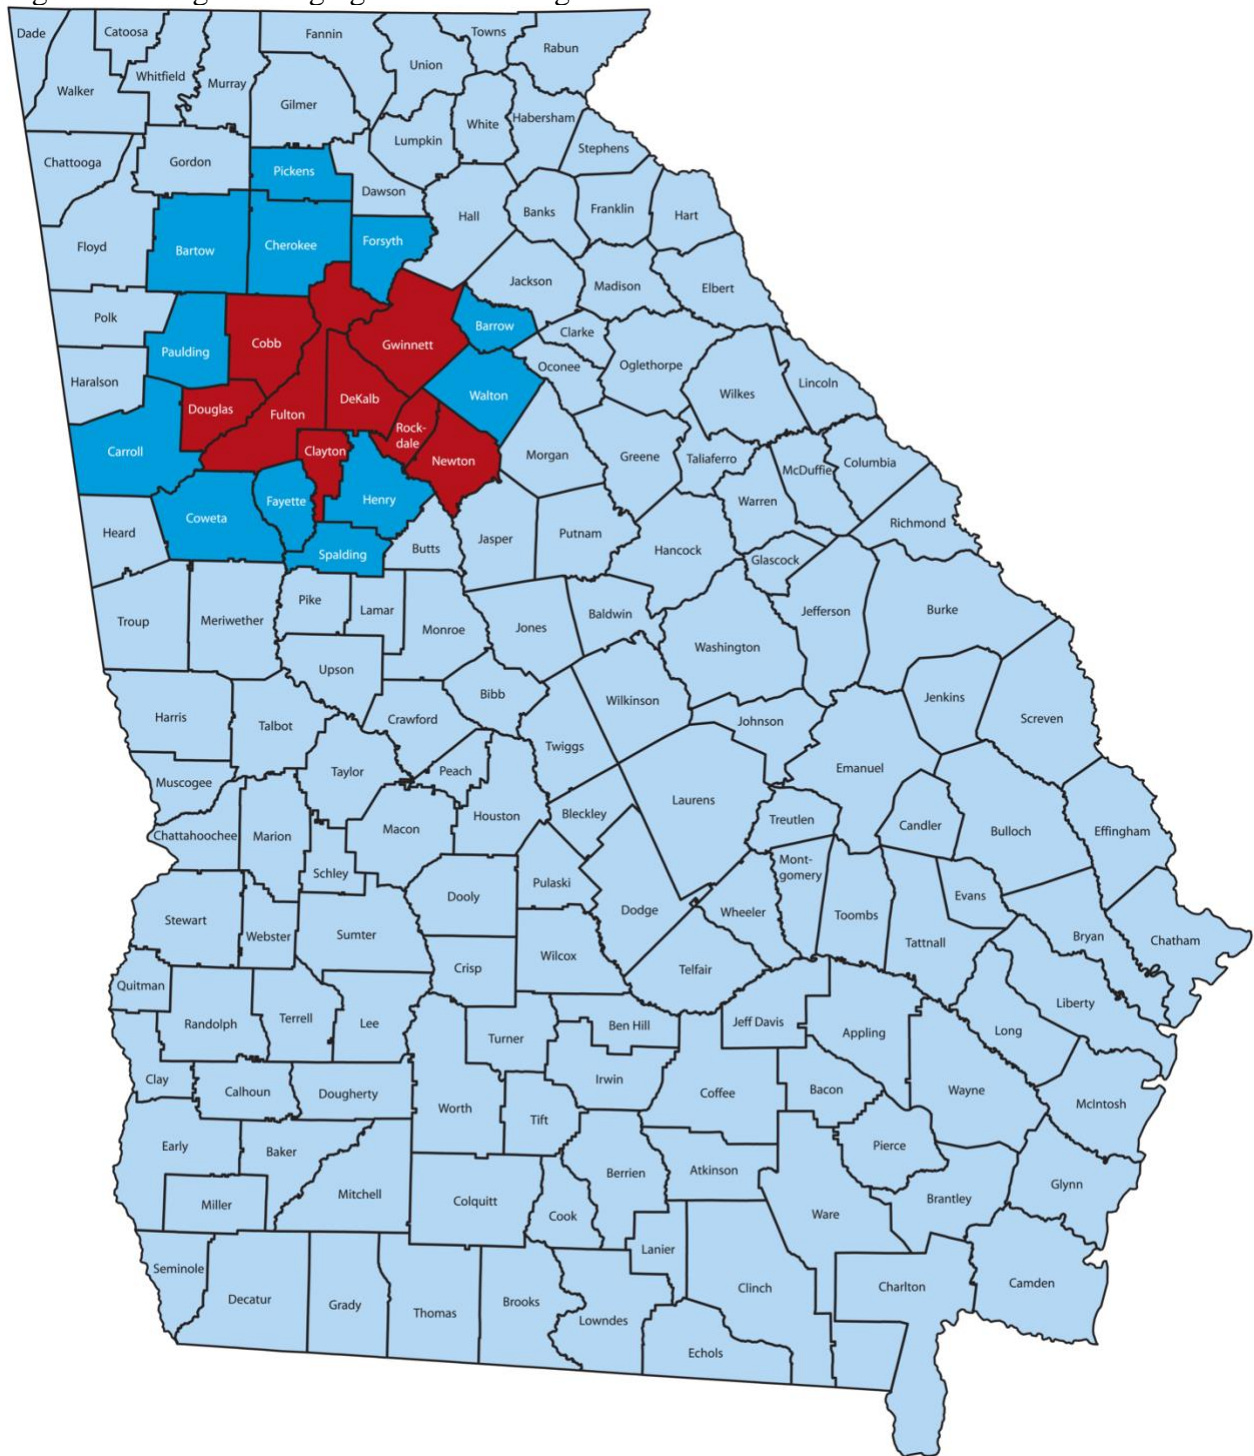 Dade
Catoosa
Fannin
Towns
Rabun
Union
Walker
Whitfield
Murray
Gilmer
White
Habersham
Lumpkin
Stephens
Chattooga
Gordon
Pickens
Dawson
Hall
Banks
Franklin
Hart
Floyd
Bartow
Cherokee
Forsyth
Jackson
Madison
Elbert
Polk
Paulding
Cobb
Gwinnett
Barrow
Clarke
Oconee
Oglethorpe
Wilkes
Lincoln
Haralson
Douglas
Fulton
DeKalb
Walton
Rock-
dale
Carroll
Clayton
Newton
Morgan
Greene
Taliaferro
McDuffie
Columbia
Warren
Richmond
Coweta
Fayette
Henry
Heard
Spalding
Butts
Jasper
Putnam
Hancock
Glascock
Troup
Meriwether
Pike
Lamar
Monroe
Jones
Baldwin
Washington
Jefferson
Burke
Upson
Bibb
Wilkinson
Jenkins
Screven
Harris
Talbot
Crawford
Twiggs
Johnson
Muscogee
Taylor
Peach
Emanuel
Laurens
Chattahoochee
Marion
Macon
Houston
Bleckley
Treutlen
Candler
Bulloch
Effingham
Schley
Dooly
Pulaski
Dodge
Mont-
gomery
Wheeler
Toombs
Evans
Stewart
Webster
Sumter
Tattnall
Bryan
Chatham
Crisp
Wilcox
Telfair
Quitman
Randolph
Terrell
Lee
Turner
Ben Hill
Jeff Davis
Appling
Long
Liberty
Clay
Calhoun
Dougherty
Worth
Irwin
Coffee
Bacon
Wayne
McIntosh
Tift
Early
Baker
Pierce
Miller
Mitchell
Colquitt
Cook
Berrien
Atkinson
Ware
Brantley
Glynn
Seminole
Decatur
Grady
Thomas
Brooks
Lanier
Lowndes
Clinch
Charlton
Camden
Echols